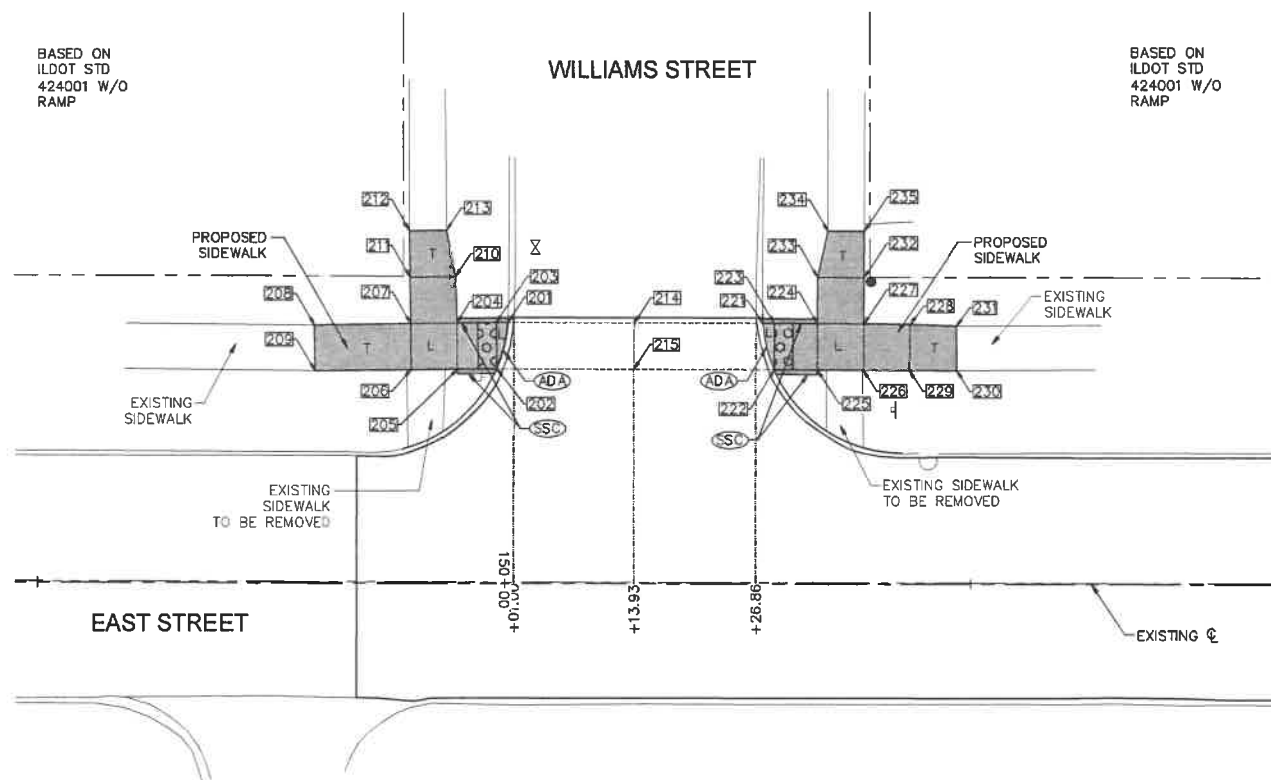 BASED ON
ILDOT STD
424001 W/O
RAMP
WILLIAMS STREET
BASED ON
ILDOT STD
424001 W/O
RAMP
212
213
234
235
PROPOSED
SIDEWALK
211
T
210
203
233
T
232
PROPOSED
SIDEWALK
208
207
204
201
214
223
221
224
227
228
231
EXISTING
SIDEWALK
209
T
L
215
L
T
EXISTING
SIDEWALK
206
205
ADA
202
SSC
ADA
222
SSC
225
226
229
230
EXISTING
SIDEWALK
TO BE REMOVED
EXISTING SIDEWALK
TO BE REMOVED
150+00
+01.00
+13.93
+26.86
EAST STREET
EXISTING ℄